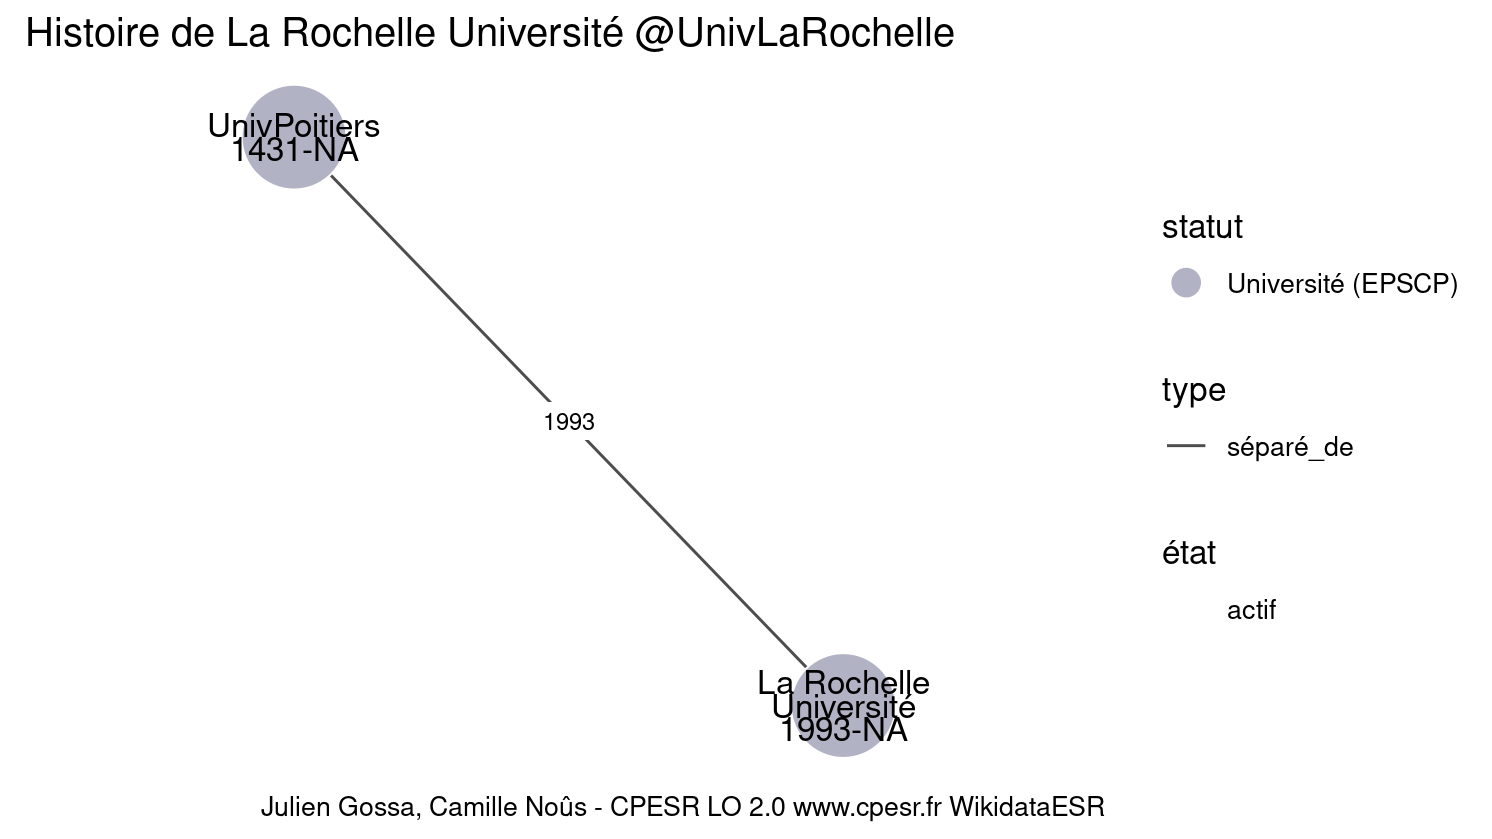 Histoire de La Rochelle Université @UnivLaRochelle
UnivPoitiers
1431-NA
1993
La Rochelle
Université
1993-NA
statut
Université (EPSCP)
type
séparé_de
état
actif
Julien Gossa, Camille Noûs - CPESR LO 2.0 www.cpesr.fr WikidataESR